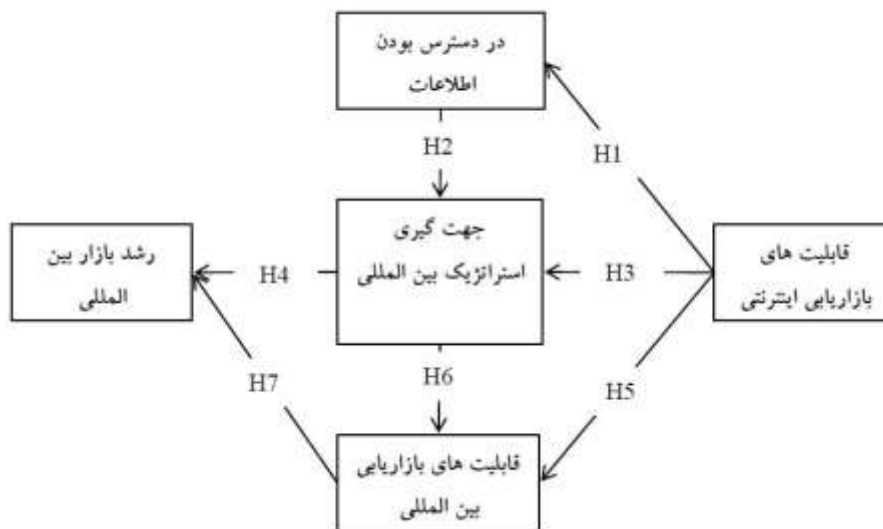 در دسترس بودن
اطلاعات
H2
H1
جهت گیری
استراتژیک بین المللی
قابلیت های
بازاریابی اینترنتی
رشد بازار بین
المللی
H3
H4
H6
H5
H7
قابلیت های بازاریابی
بین المللی